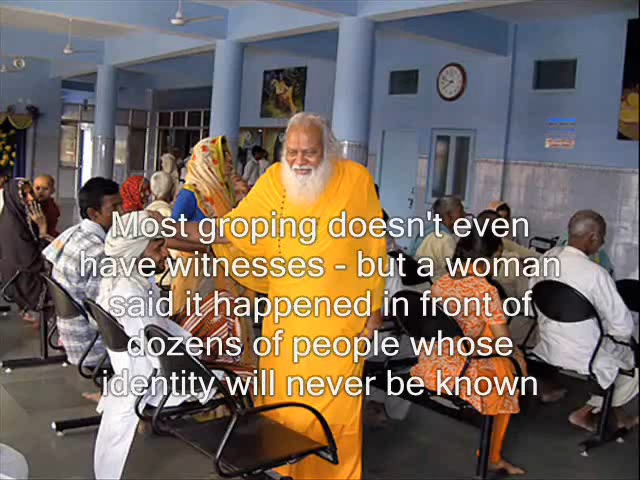 Most groping doesn't even
have witnesses - but a woman
said it happened in front of
dozens of people whose
identity will never be known